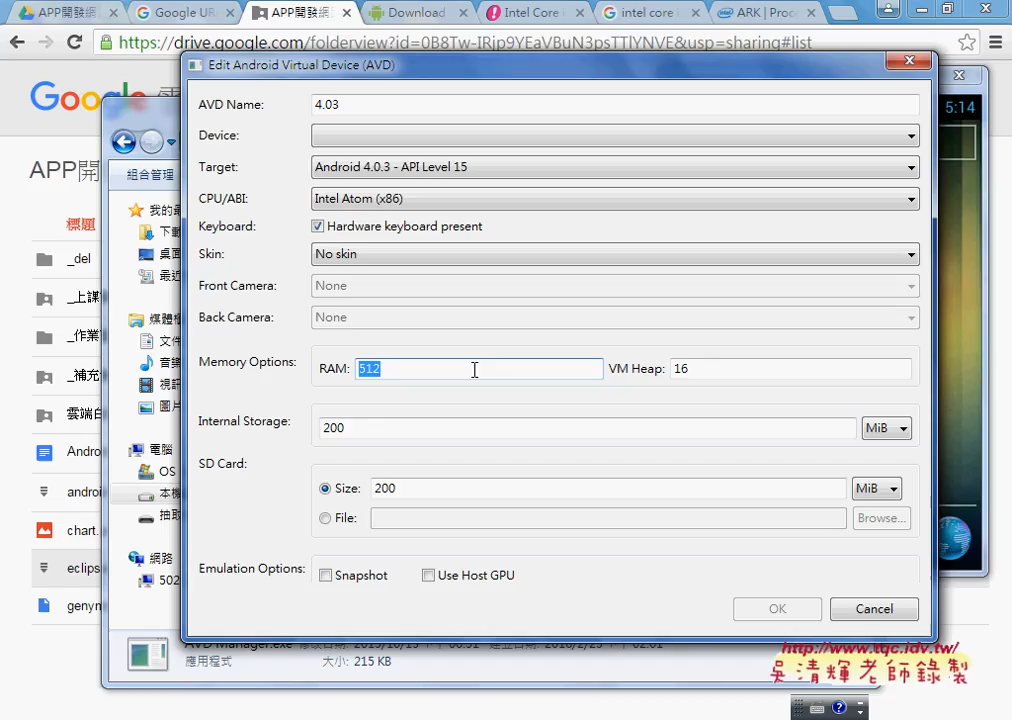 APP開發網
Google UR
APP開發網
Download
Intel Core i
intel core
ARK | Proc
https://drive.google.com/folderview?id=0B8Tw-IRjp9YEaVBuN3psTTlYNVE&usp=sharing#list
Edit Android Virtual Device (AVD)
Google
5:14
AVD Name:
4.03
Device:
APP開
組合管理
Target:
Android 4.0.3 - API Level 15
CPU/ABI:
Intel Atom (x86)
標題
我的最
下載
Keyboard:
Hardware keyboard present
_del
桌面
Skin:
No skin
最近
Front Camera:
None
_上課
媒體櫃
Back Camera:
None
_作業
文件
音樂
Memory Options:
RAM:
512
VM Heap:
16
_補充
視訊
圖片
雲端白
Internal Storage:
200
MiB
Andro
電腦
SD Card:
OS
androi
本機
Size:
200
MiB
抽取
File:
Browse...
chart.
網路
eclips
502
Emulation Options:
Snapshot
Use Host GPU
genym
OK
Cancel
AVD Manager.exe
應用程式
大小: 215 KB
http://www.tqc.idv.tw/
吳清輝老師錄製